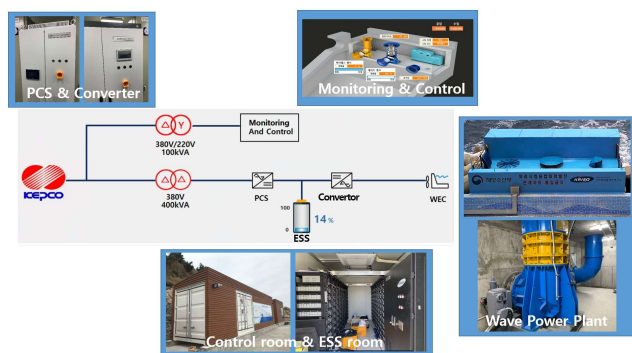 PCS & Converter
Monitoring & Control
380V/220V
100kVA
Monitoring
And Control
KEPCO
380V
400kVA
PCS
Convertor
WEC
100
0
14 %
ESS
Control room & ESS room
Wave Power Plant